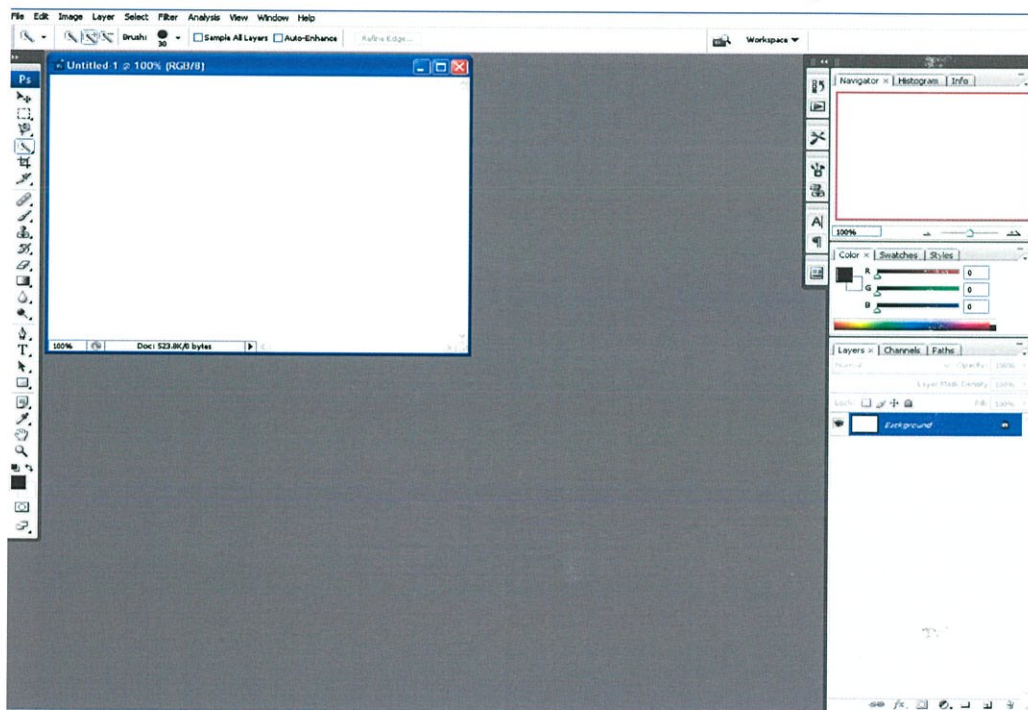 File Edit Image Layer Select Filter Analysis View Window Help
Brush: 30 Sample All Layers Auto-Enhance Refine Edge... Workspace
Ps
Untitled-1 @ 100% (RGB/8)
100% Doc: 523.8K/0 bytes
Navigator × Histogram Info
100%
Color × Swatches Styles
R 0
G 0
B 0
Layers × Channels Paths
Normal Opacity: 100%
Layer Mask Density: 100%
Lock: Fill: 100%
Background